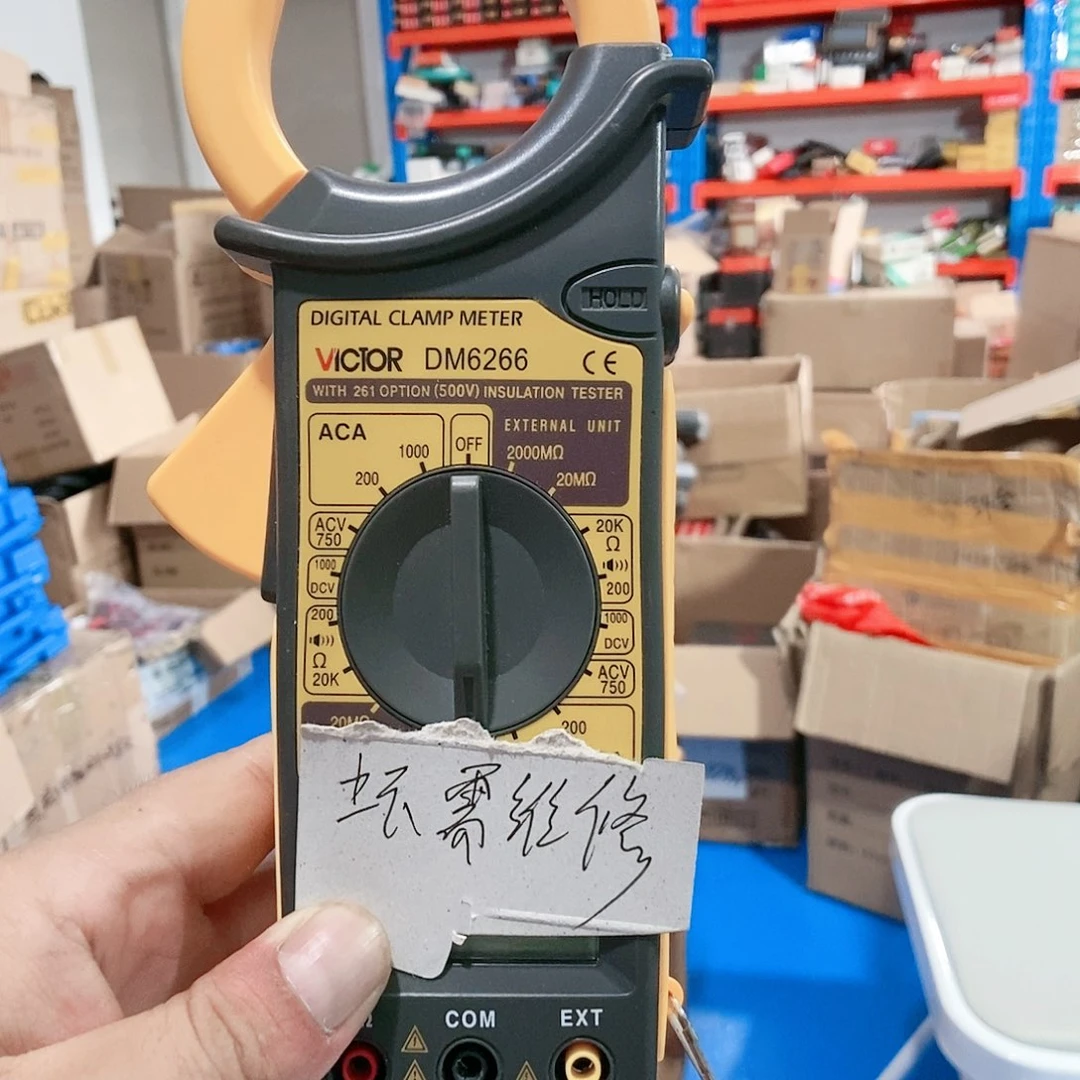 HOLD
DIGITAL CLAMP METER
VICTOR DM6266 CE
WITH 261 OPTION (500V) INSULATION TESTER
ACA
1000
200
OFF
EXTERNAL UNIT
2000MΩ
20MΩ
ACV
750
1000
DCV
200
Ω
20K
20MΩ
20K
Ω
200
1000
DCV
ACV
750
200
坛需维修
COM
EXT